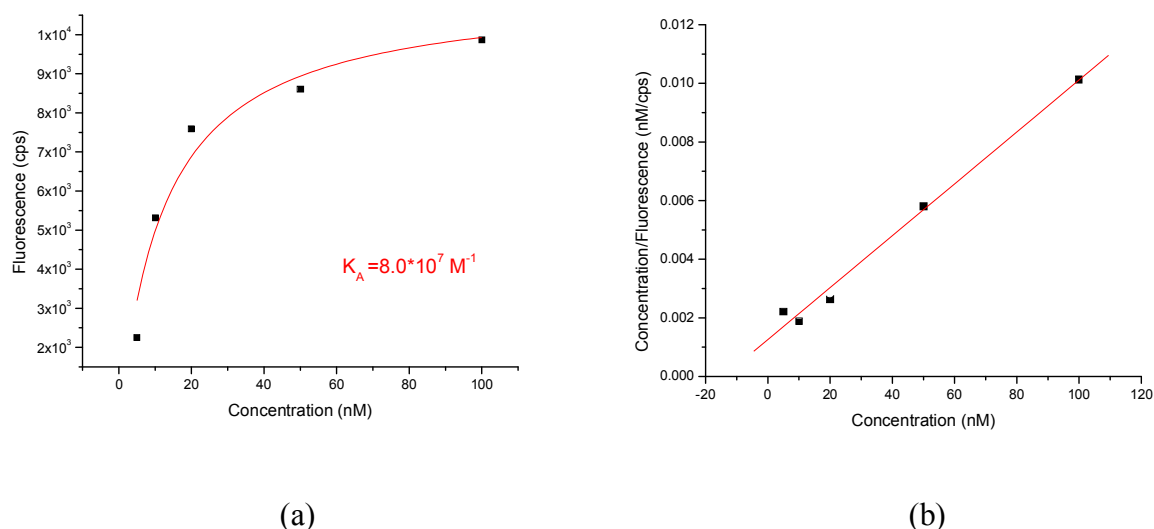 1x10⁴
9x10³
8x10³
7x10³
6x10³
5x10³
4x10³
3x10³
2x10³
Fluorescence (cps)
K_A=8.0*10⁷ M⁻¹
0 20 40 60 80 100
Concentration (nM)
(a)
0.012
0.010
0.008
0.006
0.004
0.002
0.000
Concentration/Fluorescence (nM/cps)
-20 0 20 40 60 80 100 120
Concentration (nM)
(b)